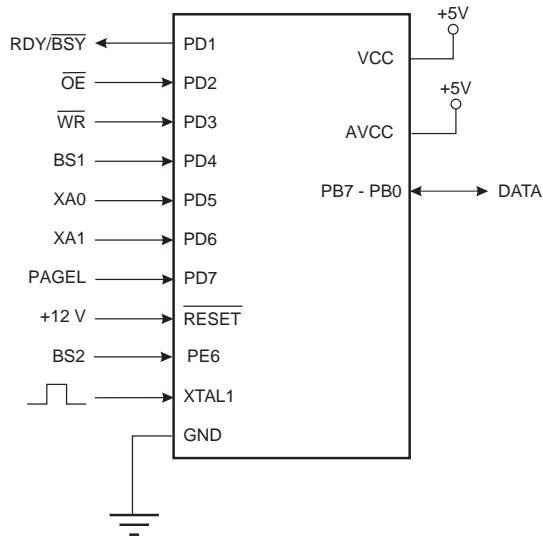 RDY/BSY PD1
OE PD2
WR PD3
BS1 PD4
XA0 PD5
XA1 PD6
PAGEL PD7
+12 V RESET
BS2 PE6
XTAL1
GND
+5V
VCC
+5V
AVCC
PB7 - PB0 DATA